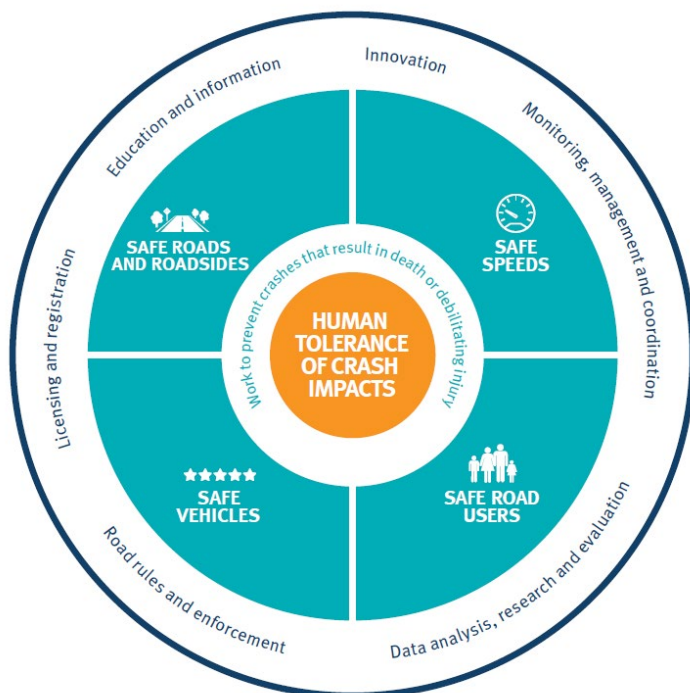 Innovation
Education and information
Monitoring, management and coordination
SAFE ROADS
AND ROADSIDES
SAFE
SPEEDS
Work to prevent crashes that result in death or debilitating injury
HUMAN
TOLERANCE
OF CRASH
IMPACTS
Licensing and registration
SAFE
VEHICLES
SAFE ROAD
USERS
Road rules and enforcement
Data analysis, research and evaluation